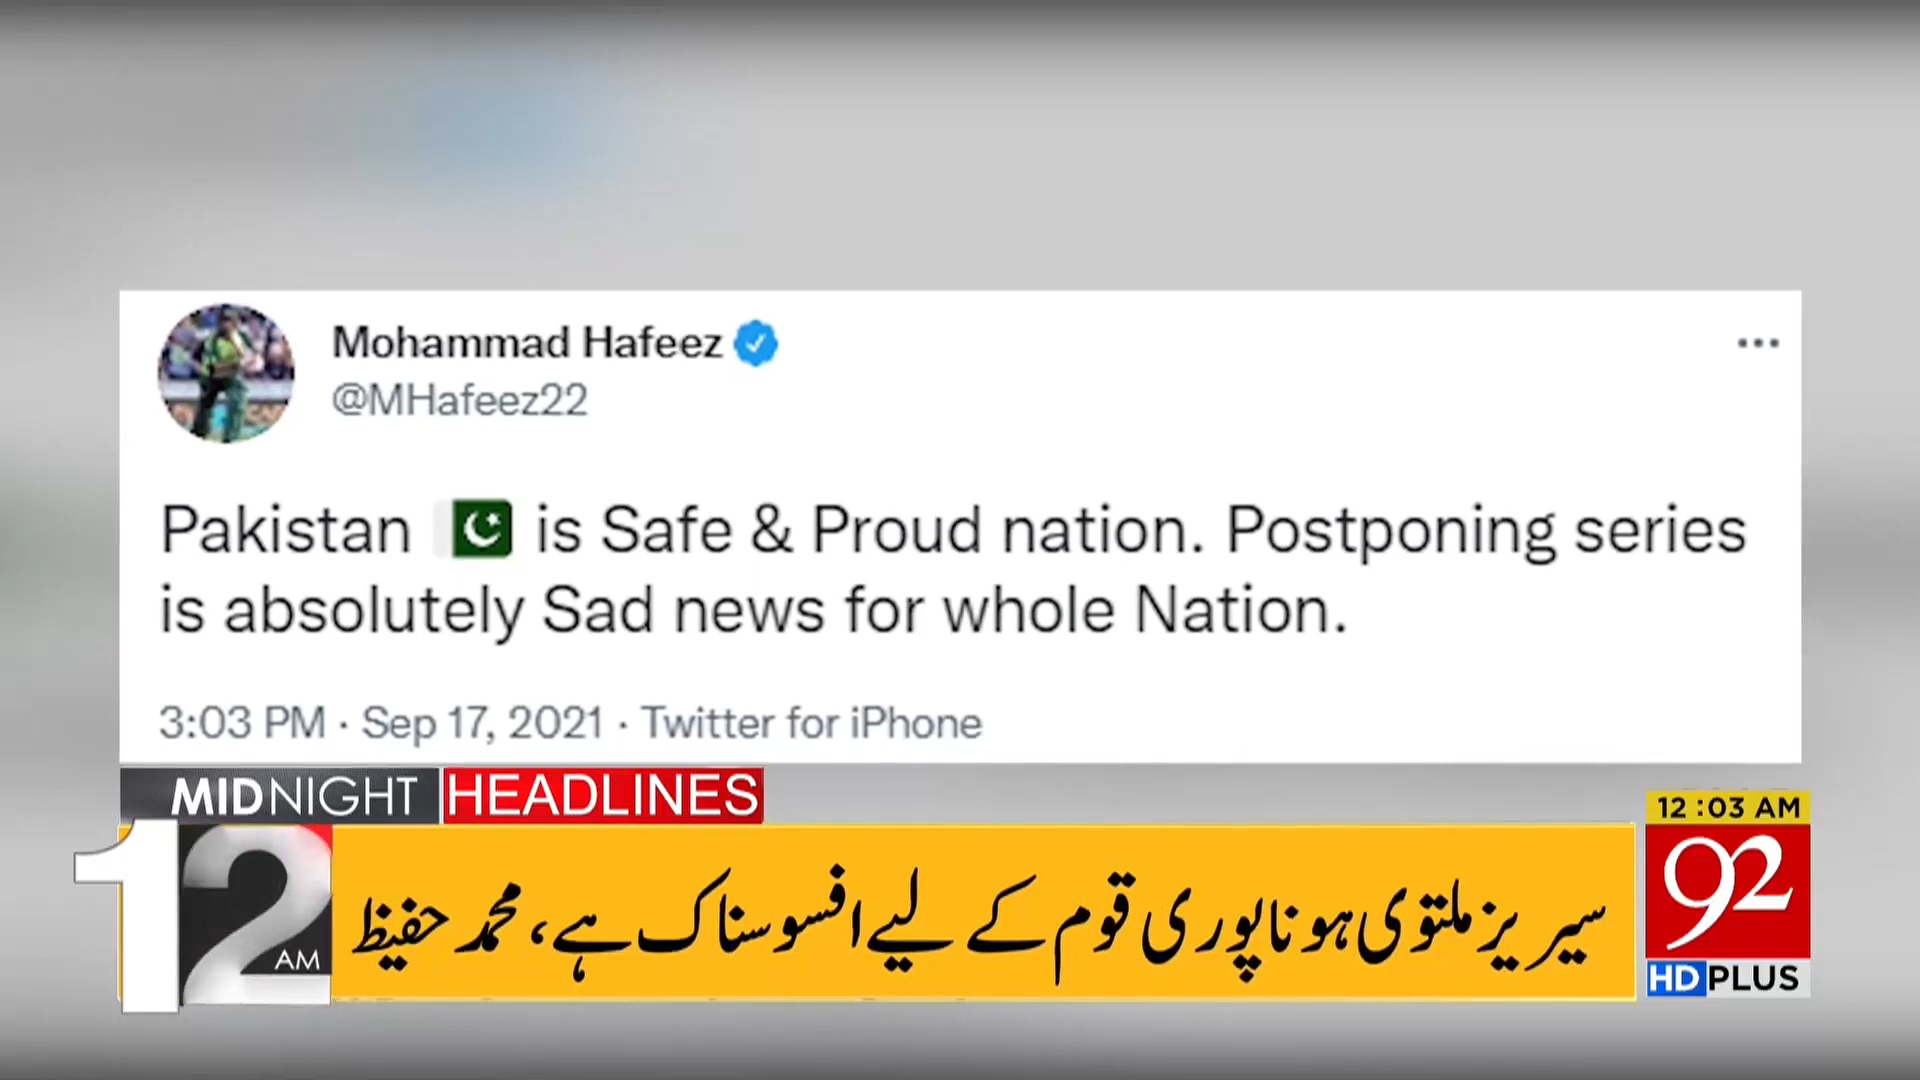 Mohammad Hafeez
@MHafeez22
Pakistan 🇵🇰 is Safe & Proud nation. Postponing series
is absolutely Sad news for whole Nation.
3:03 PM · Sep 17, 2021 · Twitter for iPhone
MIDNIGHT HEADLINES
12 AM
سیریز ملتوی ہونا پوری قوم کے لیے افسوسناک ہے، محمد حفیظ
12:03 AM
92
HD PLUS